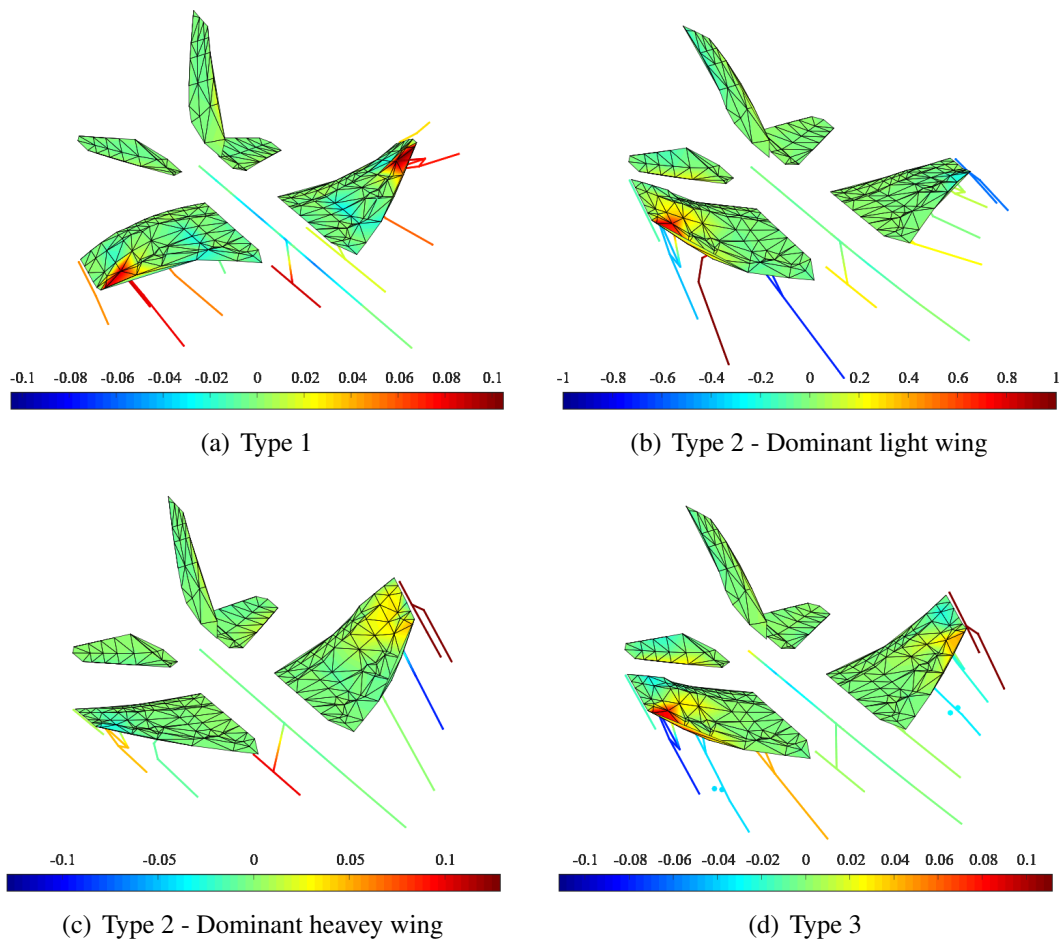 -0.1 -0.08 -0.06 -0.04 -0.02 0 0.02 0.04 0.06 0.08 0.1
-1 -0.8 -0.6 -0.4 -0.2 0 0.2 0.4 0.6 0.8 1
(a) Type 1
(b) Type 2 - Dominant light wing
-0.1 -0.05 0 0.05 0.1
-0.1 -0.08 -0.06 -0.04 -0.02 0 0.02 0.04 0.06 0.08 0.1
(c) Type 2 - Dominant heavey wing
(d) Type 3